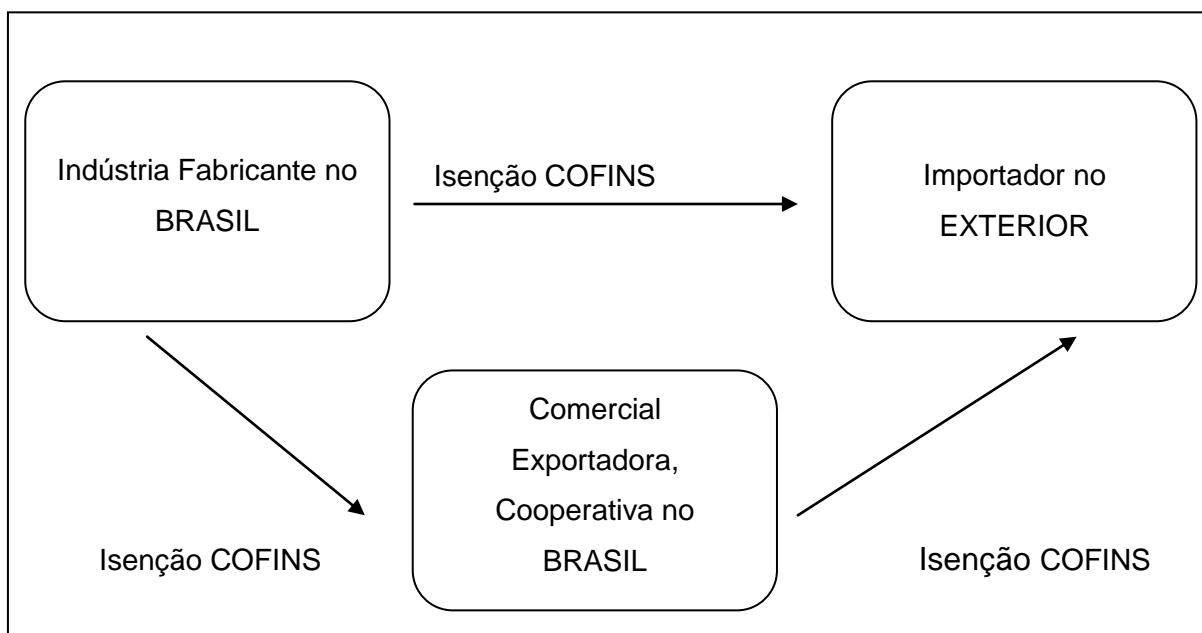 Indústria Fabricante no
BRASIL
Isenção COFINS
Importador no
EXTERIOR
Comercial
Exportadora,
Cooperativa no
BRASIL
Isenção COFINS
Isenção COFINS